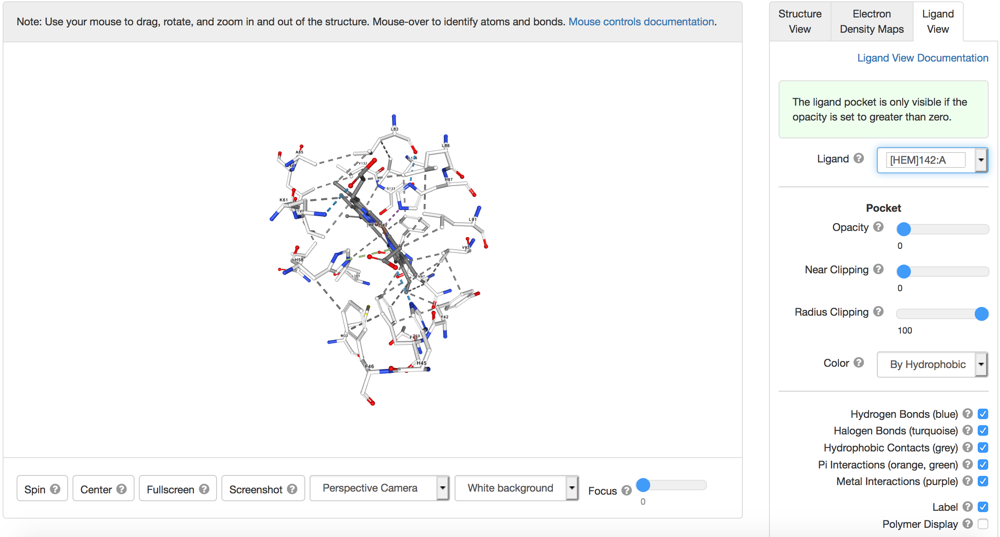 Note: Use your mouse to drag, rotate, and zoom in and out of the structure. Mouse-over to identify atoms and bonds. Mouse controls documentation.
Structure View
Electron Density Maps
Ligand View
Ligand View Documentation
The ligand pocket is only visible if the
opacity is set to greater than zero.
Ligand ? [HEM]142:A
Pocket
Opacity ?
0
Near Clipping ?
0
Radius Clipping ?
100
Color ? By Hydrophobic
Hydrogen Bonds (blue) ?
Halogen Bonds (turquoise) ?
Hydrophobic Contacts (grey) ?
Pi Interactions (orange, green) ?
Metal Interactions (purple) ?
Label ?
Polymer Display ?
L83
L86
A65
V132
H87
S133
K61
L91
[HEM]142
V93
H58
L101
N97
Y42
M32
F43
H45
F46
Spin ?
Center ?
Fullscreen ?
Screenshot ?
Perspective Camera
White background
Focus ?
0